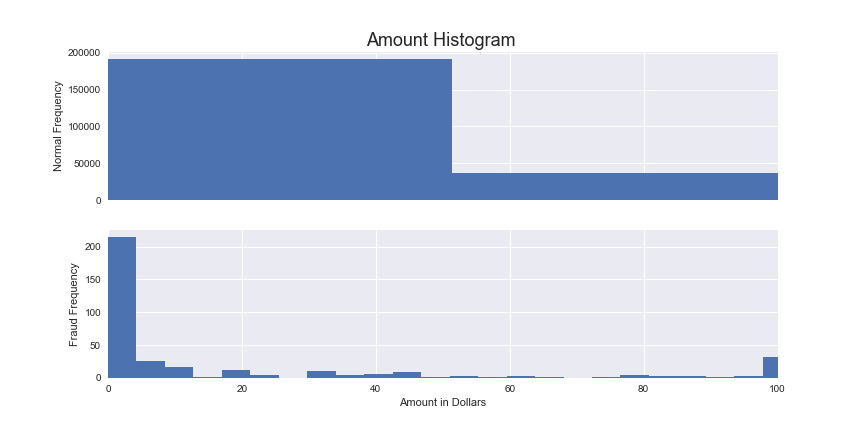 Amount Histogram
200000
150000
100000
50000
0
Normal Frequency
200
150
100
50
0
Fraud Frequency
0 20 40 60 80 100
Amount in Dollars